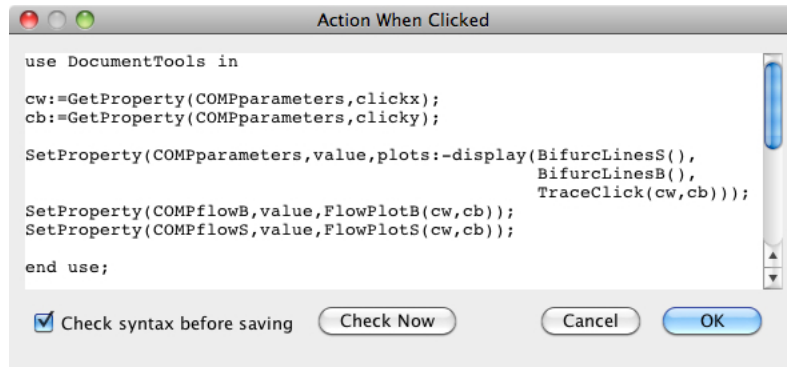 Action When Clicked
use DocumentTools in
cw:=GetProperty(COMPparameters,clickx);
cb:=GetProperty(COMPparameters,clicky);
SetProperty(COMPparameters,value,plots:-display(BifurcLinesS(),
BifurcLinesB(),
TraceClick(cw,cb)));
SetProperty(COMPflowB,value,FlowPlotB(cw,cb));
SetProperty(COMPflowS,value,FlowPlotS(cw,cb));
end use;
Check syntax before saving Check Now Cancel OK